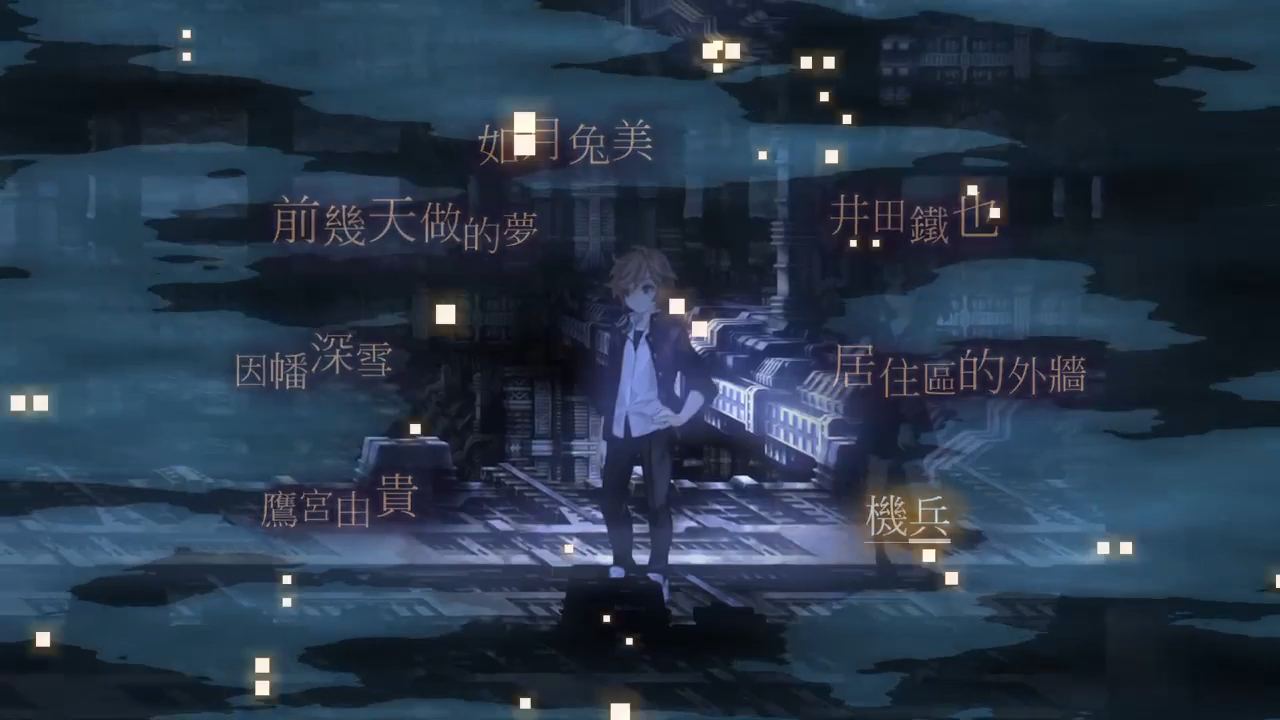 如月兔美
前幾天做的夢
井田鐵也
因幡深雪
居住區的外牆
鷹宮由貴
機兵